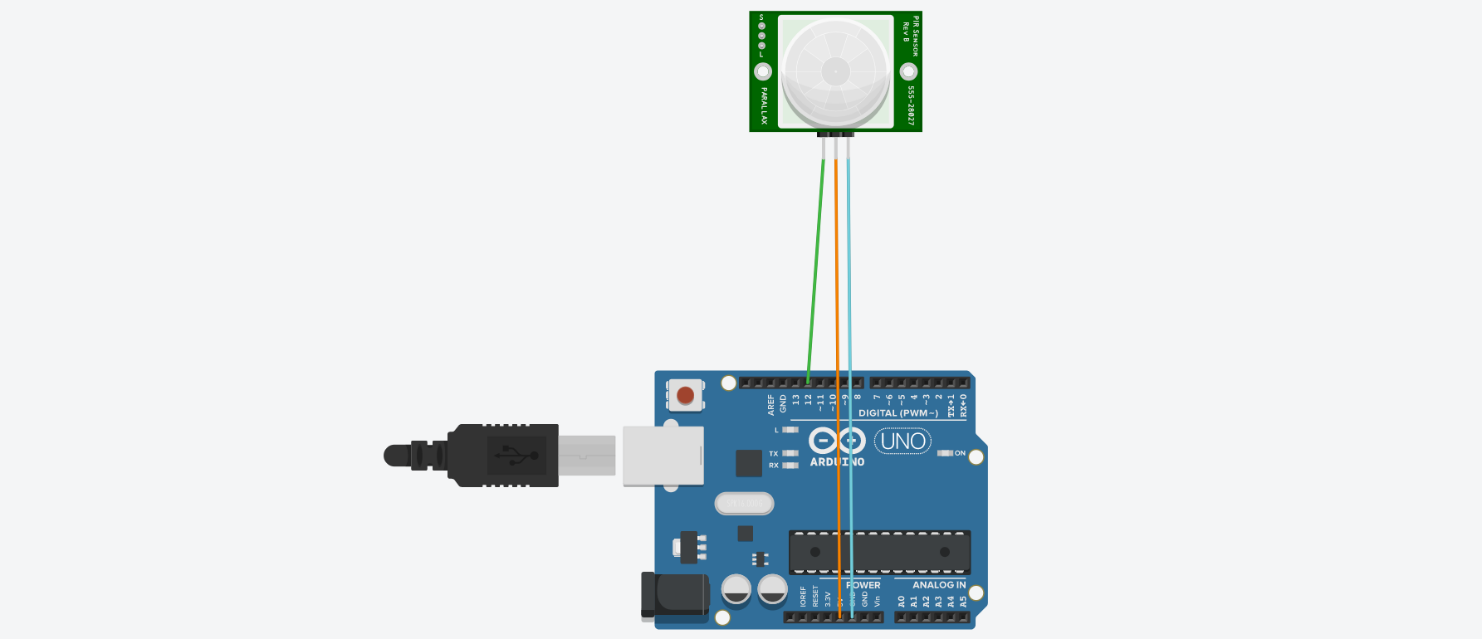 S
L
PIR SENSOR
REV B
PARALLAX
555-28027
AREF
GND
13
12
~11
~10
~9
8
7
~6
~5
4
~3
2
TX→1
RX←0
DIGITAL (PWM~)
L
TX
RX
ARDUINO
UNO
ON
POWER
ANALOG IN
IOREF
RESET
3.3V
GND
Vin
A0
A1
A2
A3
A4
A5